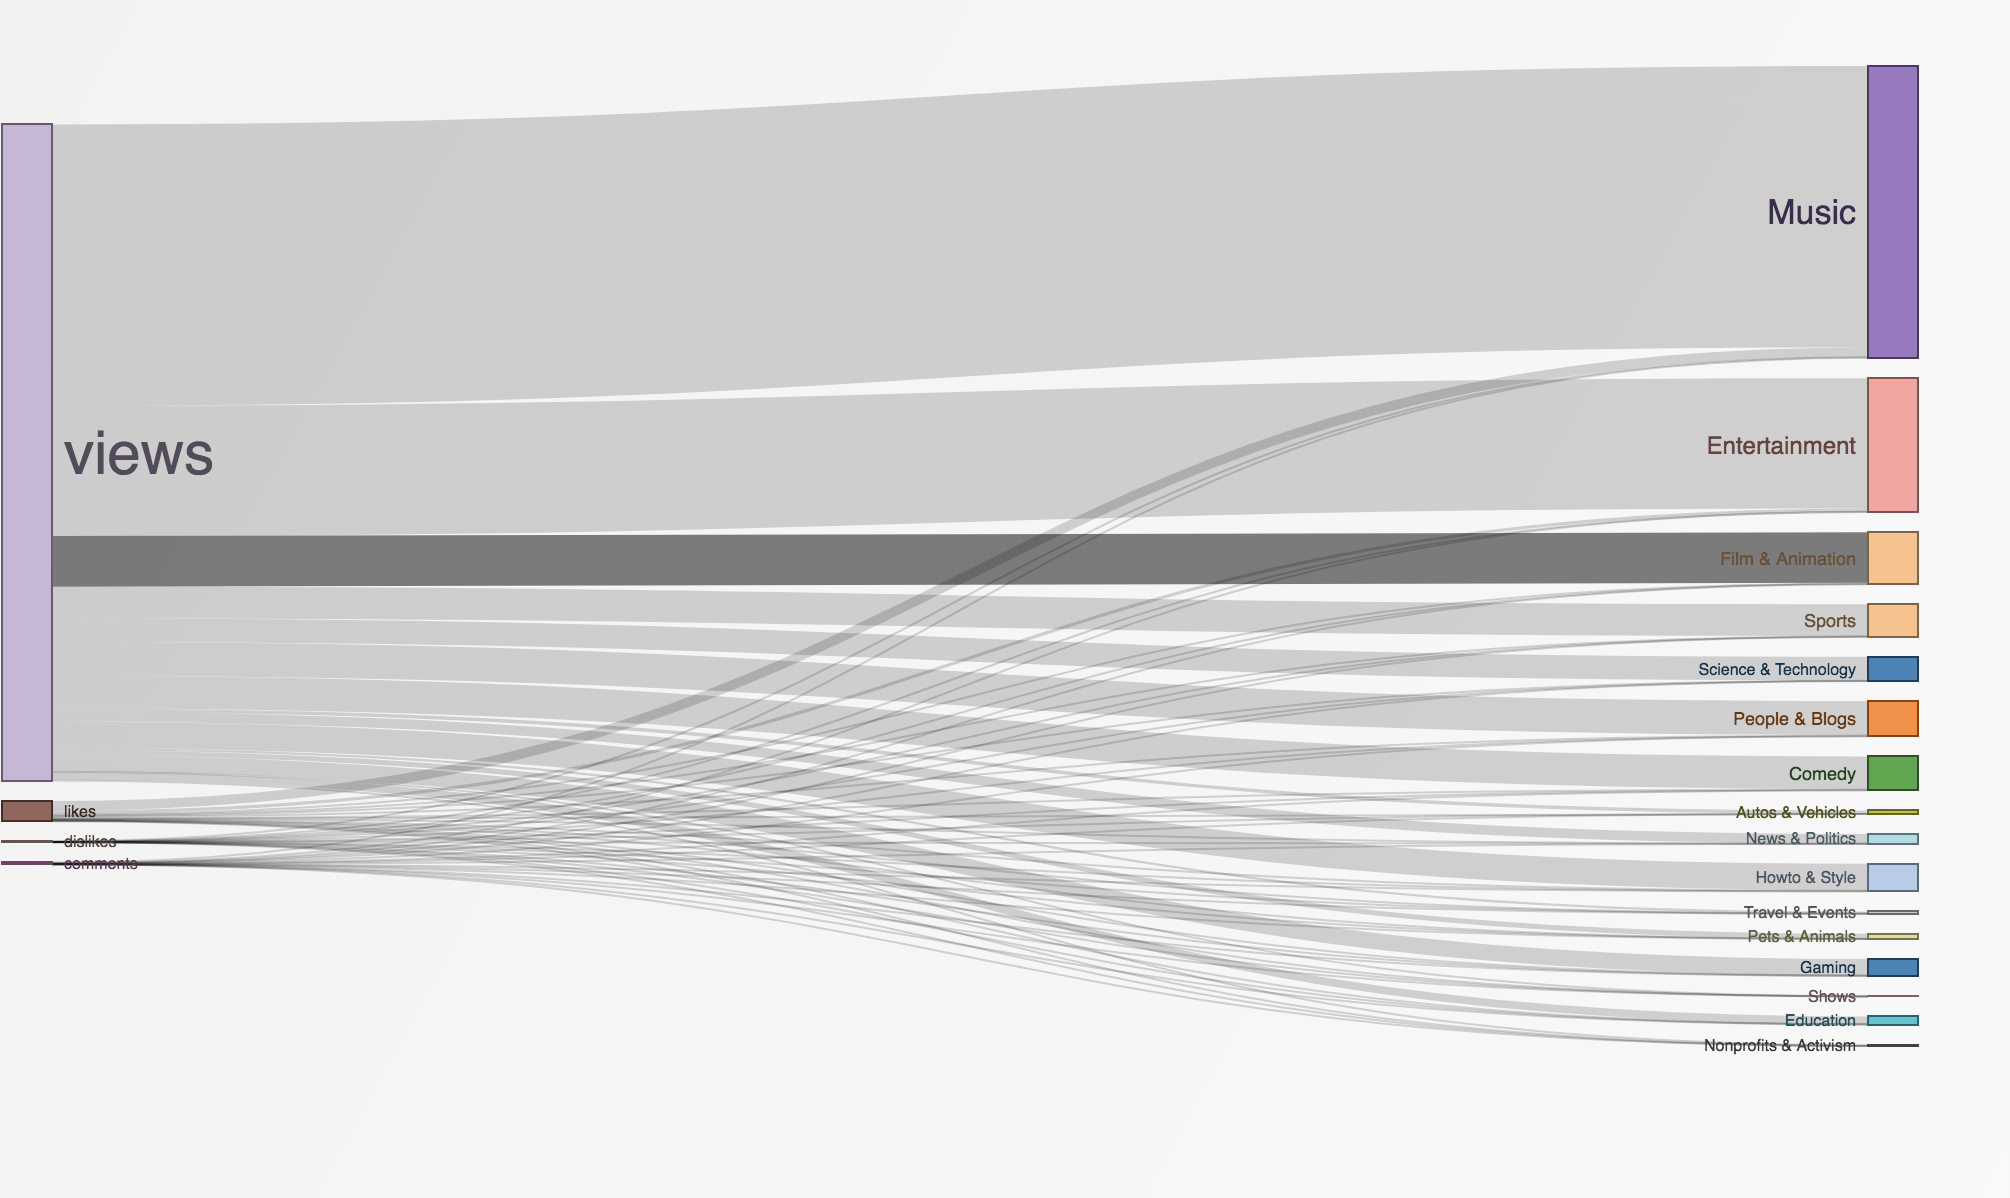 views
likes
dislikes
comments
Music
Entertainment
Film & Animation
Sports
Science & Technology
People & Blogs
Comedy
Autos & Vehicles
News & Politics
Howto & Style
Travel & Events
Pets & Animals
Gaming
Shows
Education
Nonprofits & Activism